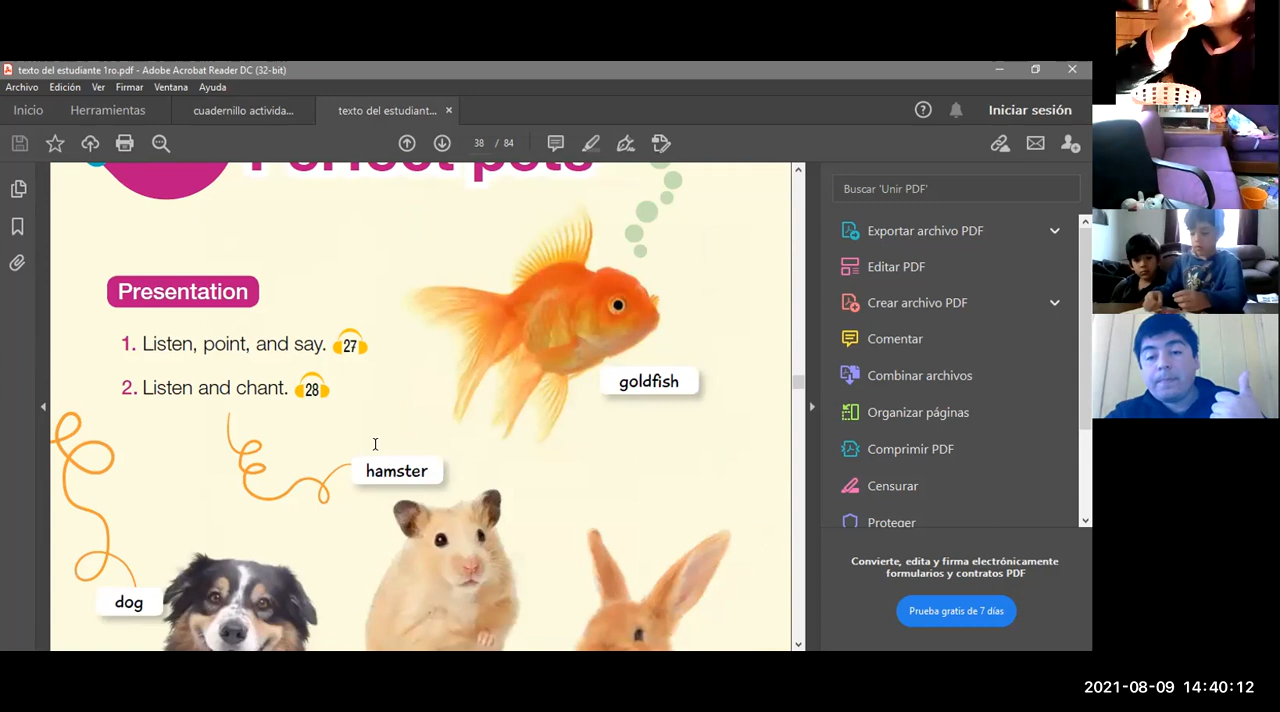 texto del estudiante 1ro.pdf - Adobe Acrobat Reader DC (32-bit)
Archivo Edición Ver Firmar Ventana Ayuda
Inicio Herramientas cuadernillo activida... texto del estudiant... × Iniciar sesión
38 / 84
Perfect pets
Presentation
1. Listen, point, and say. 27
2. Listen and chant. 28
goldfish
hamster
dog
Buscar 'Unir PDF'
Exportar archivo PDF
Editar PDF
Crear archivo PDF
Comentar
Combinar archivos
Organizar páginas
Comprimir PDF
Censurar
Proteger
Convierte, edita y firma electrónicamente
formularios y contratos PDF
Prueba gratis de 7 días
2021-08-09 14:40:12